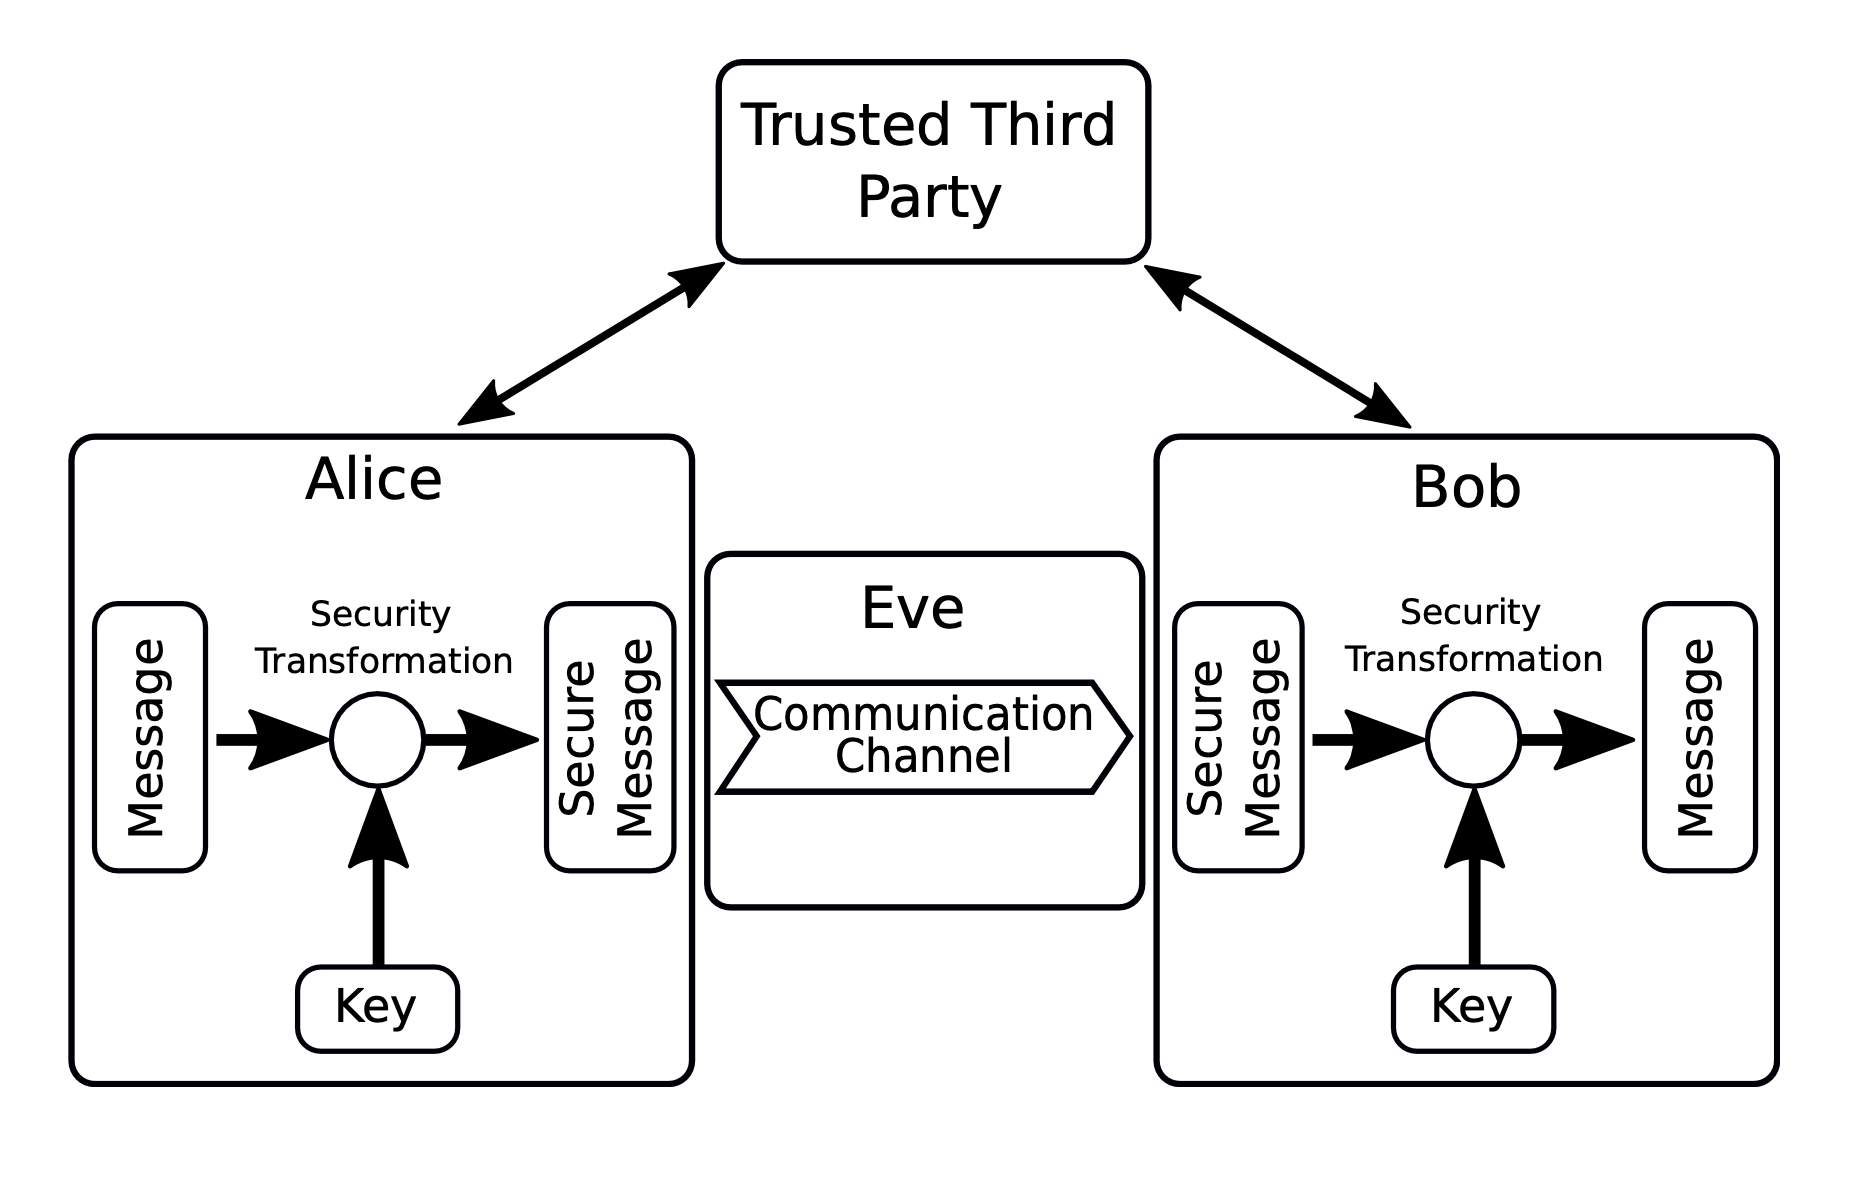 Trusted Third
Party
Alice
Security
Transformation
Message
Secure
Message
Key
Eve
Communication
Channel
Bob
Security
Transformation
Secure
Message
Message
Key